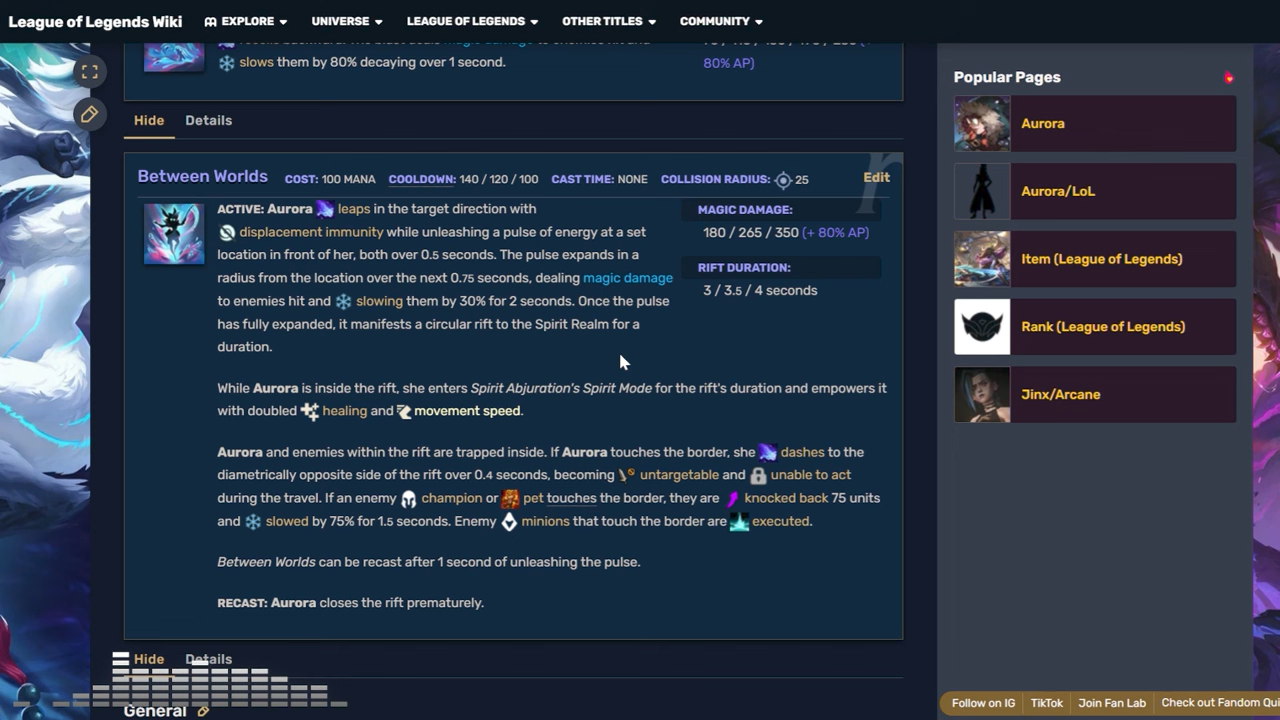 League of Legends Wiki
EXPLORE
UNIVERSE
LEAGUE OF LEGENDS
OTHER TITLES
COMMUNITY
80% AP)
slows them by 80% decaying over 1 second.
Hide Details
Between Worlds COST: 100 MANA COOLDOWN: 140 / 120 / 100 CAST TIME: NONE COLLISION RADIUS: 25 Edit
ACTIVE: Aurora leaps in the target direction with
displacement immunity while unleashing a pulse of energy at a set
location in front of her, both over 0.5 seconds. The pulse expands in a
radius from the location over the next 0.75 seconds, dealing magic damage
to enemies hit and slowing them by 30% for 2 seconds. Once the pulse
has fully expanded, it manifests a circular rift to the Spirit Realm for a
duration.
MAGIC DAMAGE:
180 / 265 / 350 (+ 80% AP)
RIFT DURATION:
3 / 3.5 / 4 seconds
While Aurora is inside the rift, she enters Spirit Abjuration's Spirit Mode for the rift's duration and empowers it
with doubled healing and movement speed.
Aurora and enemies within the rift are trapped inside. If Aurora touches the border, she dashes to the
diametrically opposite side of the rift over 0.4 seconds, becoming untargetable and unable to act
during the travel. If an enemy champion or pet touches the border, they are knocked back 75 units
and slowed by 75% for 1.5 seconds. Enemy minions that touch the border are executed.
Between Worlds can be recast after 1 second of unleashing the pulse.
RECAST: Aurora closes the rift prematurely.
Hide Details
General
Popular Pages
Aurora
Aurora/LoL
Item (League of Legends)
Rank (League of Legends)
Jinx/Arcane
Follow on IG
TikTok
Join Fan Lab
Check out Fandom Qui